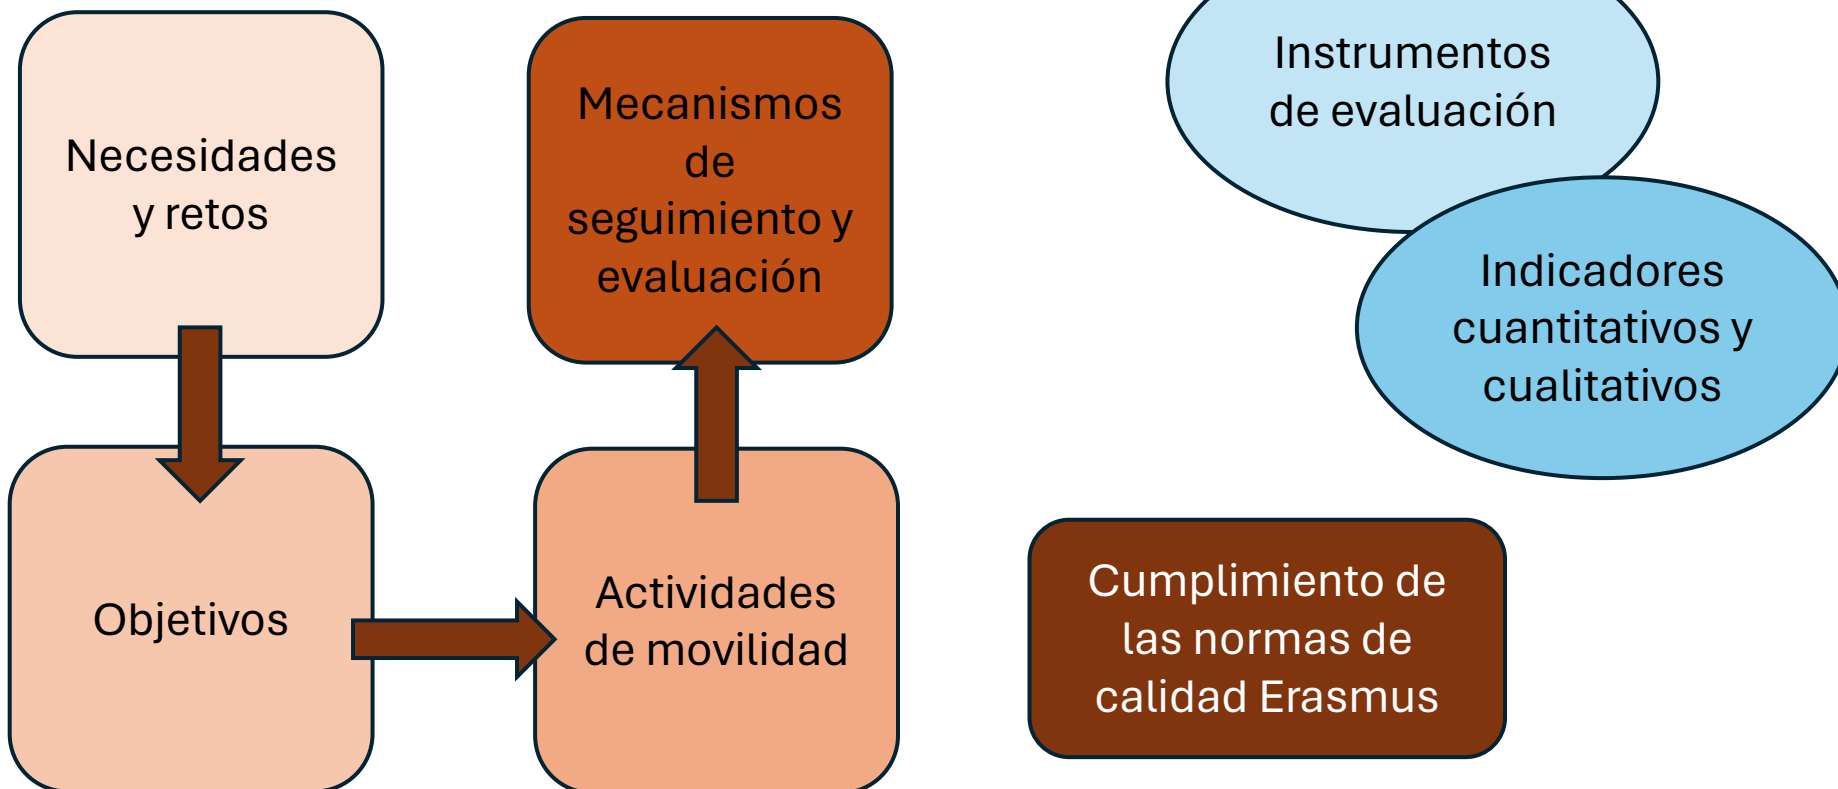 Necesidades
y retos
Objetivos
Actividades
de movilidad
Mecanismos
de
seguimiento y
evaluación
Instrumentos
de evaluación
Indicadores
cuantitativos y
cualitativos
Cumplimiento de
las normas de
calidad Erasmus